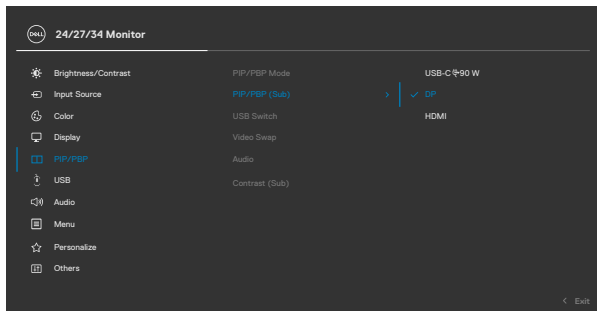 DELL 24/27/34 Monitor
Brightness/Contrast PIP/PBP Mode USB-C 90 W
Input Source PIP/PBP (Sub) DP
Color USB Switch HDMI
Display Video Swap
PIP/PBP Audio
USB Contrast (Sub)
Audio
Menu
Personalize
Others
Exit